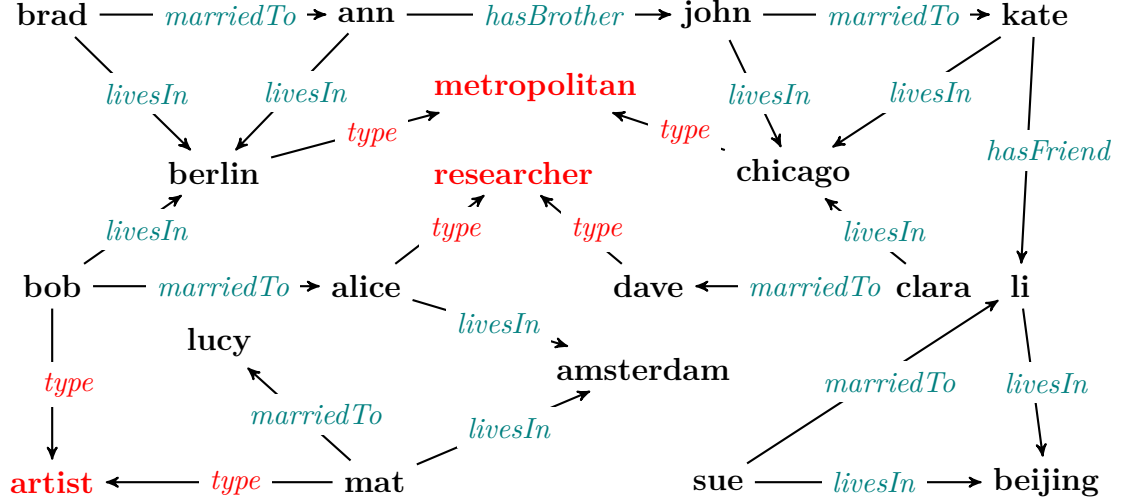 brad marriedTo ann hasBrother john marriedTo kate
livesIn livesIn metropolitan livesIn livesIn
type type
hasFriend
berlin researcher chicago
livesIn type type livesIn
bob marriedTo alice dave marriedTo clara li
livesIn
lucy
amsterdam
type marriedTo livesIn
marriedTo livesIn
artist type mat sue livesIn beijing